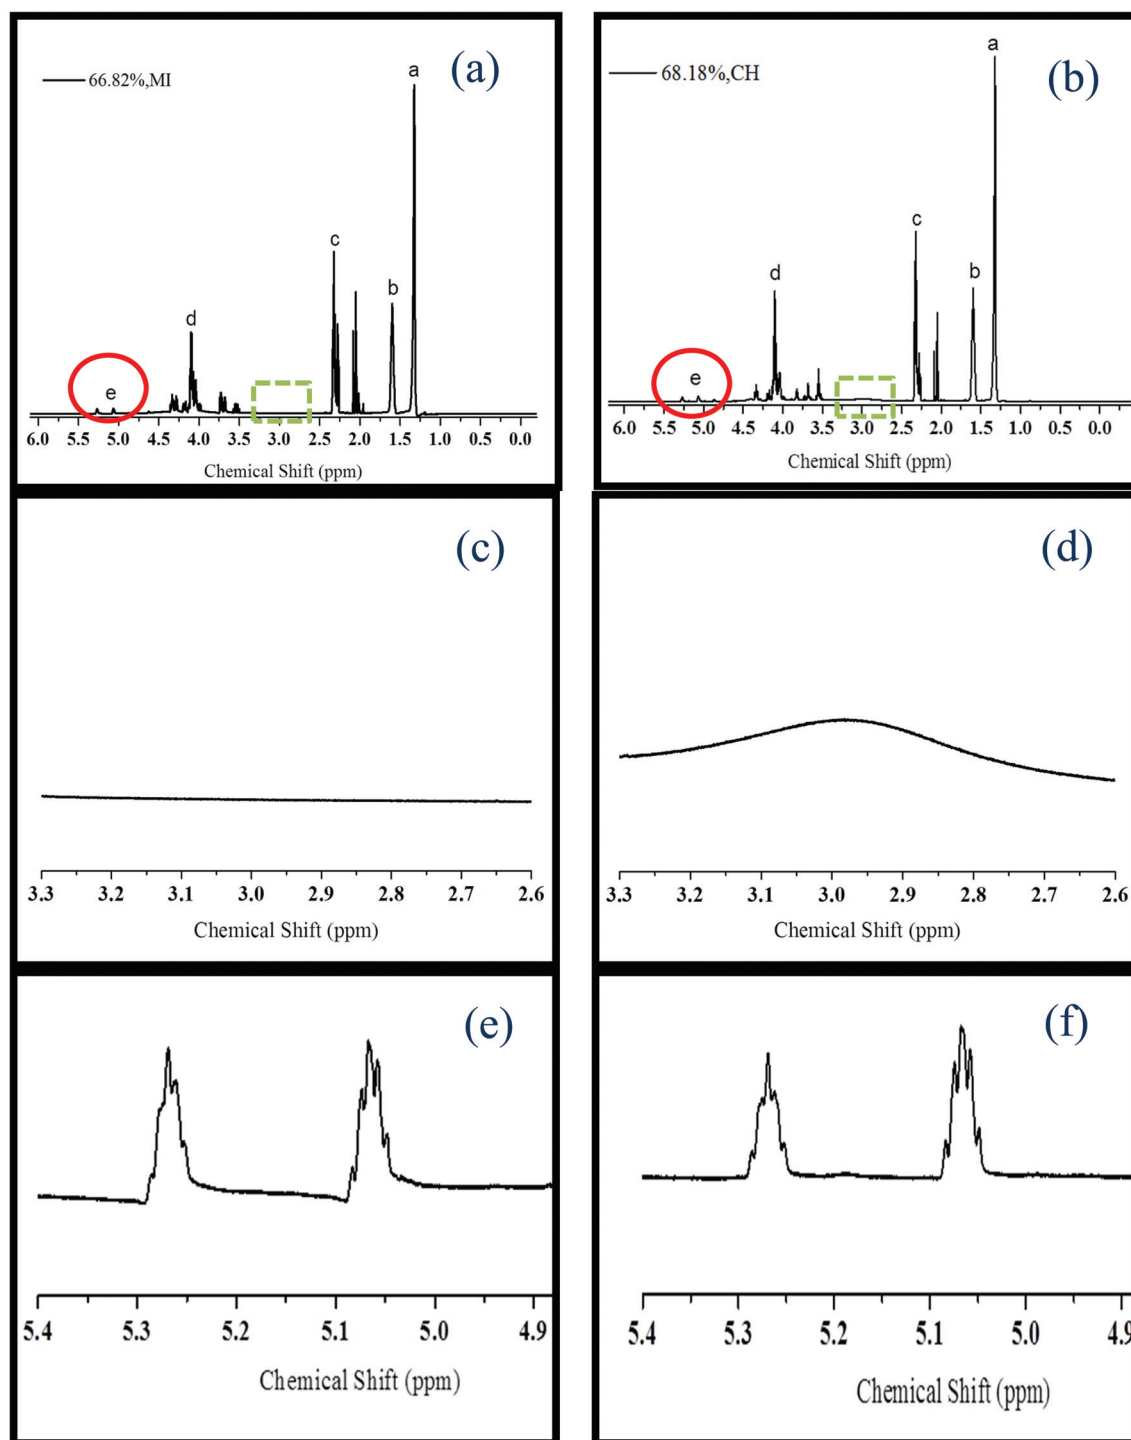 66.82%,MI
(a)
a
c
b
d
e
6.0 5.5 5.0 4.5 4.0 3.5 3.0 2.5 2.0 1.5 1.0 0.5 0.0
Chemical Shift (ppm)
68.18%,CH
(b)
a
c
b
d
e
6.0 5.5 5.0 4.5 4.0 3.5 3.0 2.5 2.0 1.5 1.0 0.5 0.0
Chemical Shift (ppm)
(c)
3.3 3.2 3.1 3.0 2.9 2.8 2.7 2.6
Chemical Shift (ppm)
(d)
3.3 3.2 3.1 3.0 2.9 2.8 2.7 2.6
Chemical Shift (ppm)
(e)
5.4 5.3 5.2 5.1 5.0 4.9
Chemical Shift (ppm)
(f)
5.4 5.3 5.2 5.1 5.0 4.9
Chemical Shift (ppm)